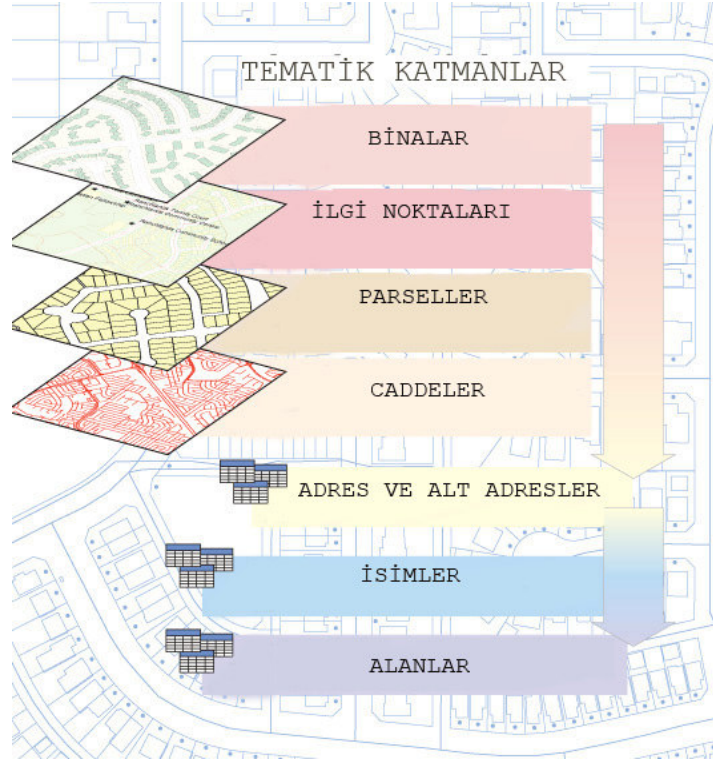 TEMATİK KATMANLAR
BİNALAR
İLGİ NOKTALARI
PARSELLER
CADDELER
ADRES VE ALT ADRESLER
İSİMLER
ALANLAR